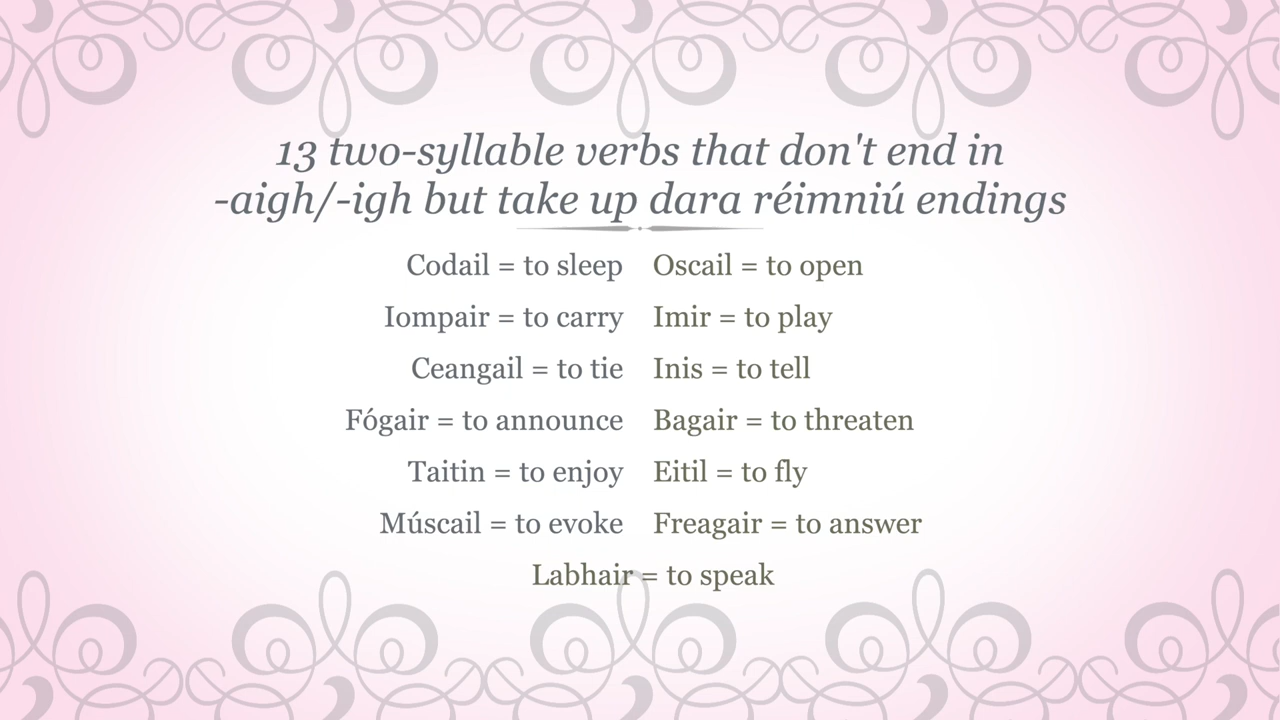 13 two-syllable verbs that don't end in
-aigh/-igh but take up dara réimniú endings
Codail = to sleep
Iompair = to carry
Ceangail = to tie
Fógair = to announce
Taitin = to enjoy
Múscail = to evoke
Oscail = to open
Imir = to play
Inis = to tell
Bagair = to threaten
Eitil = to fly
Freagair = to answer
Labhair = to speak